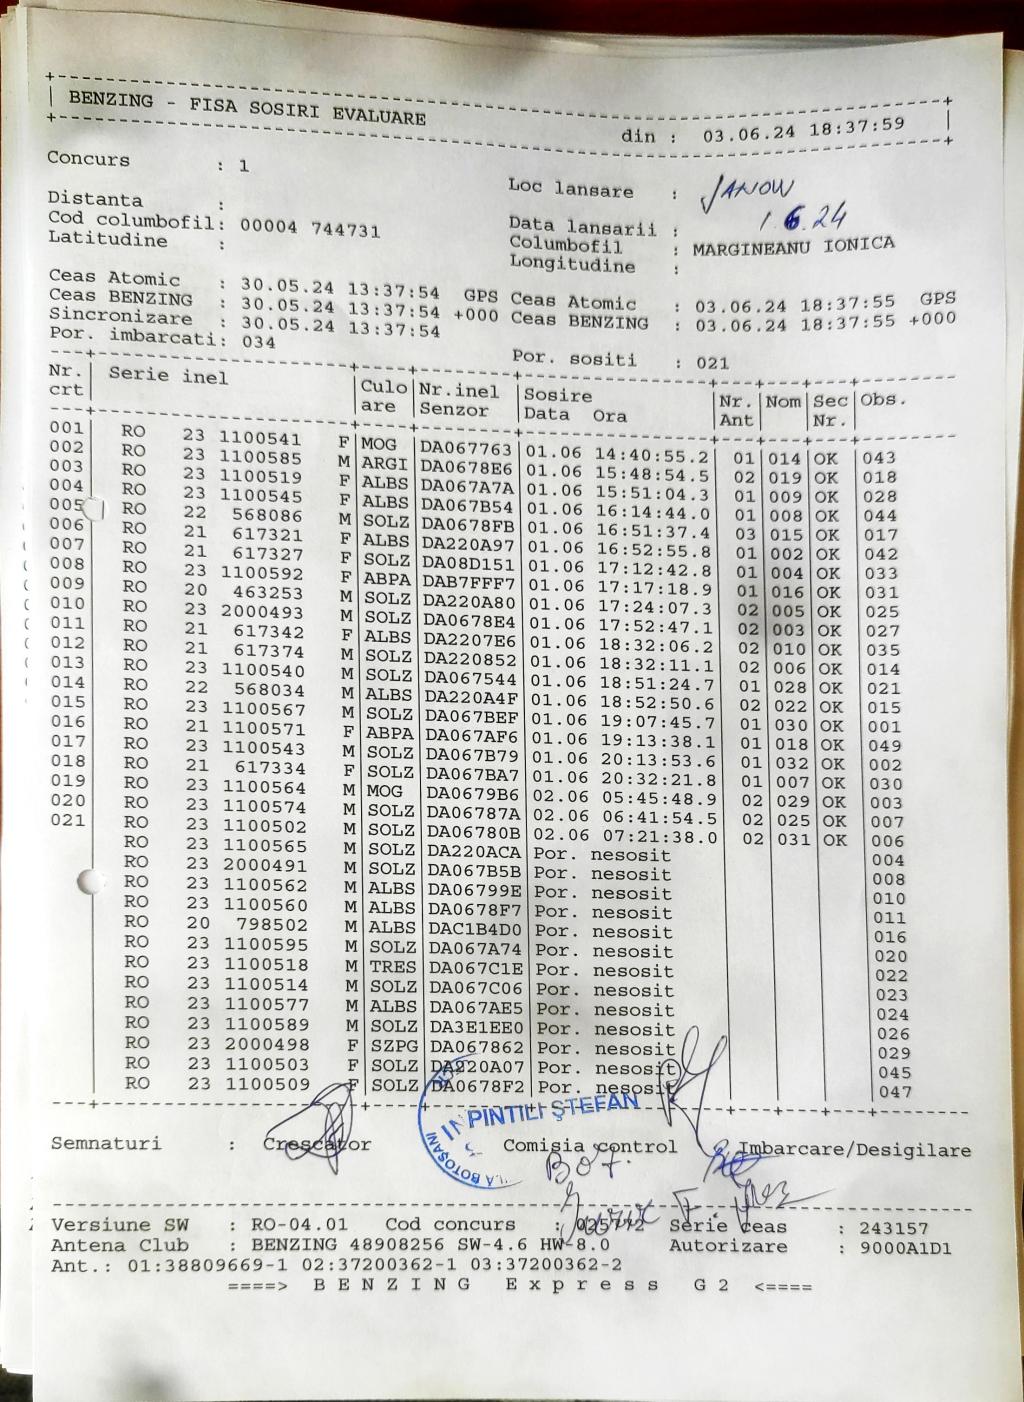 BENZING - FISA SOSIRI EVALUARE din : 03.06.24 18:37:59
Concurs : 1 Loc lansare : JANOW
Distanta : Data lansarii : 1.6.24
Cod columbofil: 00004 744731 Columbofil : MARGINEANU IONICA
Latitudine : Longitudine :
Ceas Atomic : 30.05.24 13:37:54 GPS Ceas Atomic : 03.06.24 18:37:55 GPS
Ceas BENZING : 30.05.24 13:37:54 +000 Ceas BENZING : 03.06.24 18:37:55 +000
Sincronizare : 30.05.24 13:37:54
Por. imbarcati: 034 Por. sositi : 021
Nr. Serie inel Culo Nr.inel Sosire Nr. Nom Sec Obs.
crt are Senzor Data Ora Ant Nr.
001 RO 23 1100541 F MOG DA067763 01.06 14:40:55.2 01 014 OK 043
002 RO 23 1100585 M ARGI DA0678E6 01.06 15:48:54.5 02 019 OK 018
003 RO 23 1100519 F ALBS DA067A7A 01.06 15:51:04.3 01 009 OK 028
004 RO 23 1100545 F ALBS DA067B54 01.06 16:14:44.0 01 008 OK 044
005 RO 22 568086 M SOLZ DA0678FB 01.06 16:51:37.4 03 015 OK 017
006 RO 21 617321 F ALBS DA220A97 01.06 16:52:55.8 01 002 OK 042
007 RO 21 617327 F SOLZ DA08D151 01.06 17:12:42.8 01 004 OK 033
008 RO 23 1100592 F ABPA DAB7FFF7 01.06 17:17:18.9 01 016 OK 031
009 RO 20 463253 M SOLZ DA220A80 01.06 17:24:07.3 02 005 OK 025
010 RO 23 2000493 M SOLZ DA0678E4 01.06 17:52:47.1 02 003 OK 027
011 RO 21 617342 F ALBS DA2207E6 01.06 18:32:06.2 02 010 OK 035
012 RO 21 617374 M SOLZ DA220852 01.06 18:32:11.1 02 006 OK 014
013 RO 23 1100540 M SOLZ DA067544 01.06 18:51:24.7 01 028 OK 021
014 RO 22 568034 M ALBS DA220A4F 01.06 18:52:50.6 02 022 OK 015
015 RO 23 1100567 M SOLZ DA067BEF 01.06 19:07:45.7 01 030 OK 001
016 RO 21 1100571 F ABPA DA067AF6 01.06 19:13:38.1 01 018 OK 049
017 RO 23 1100543 M SOLZ DA067B79 01.06 20:13:53.6 01 032 OK 002
018 RO 21 617334 F SOLZ DA067BA7 01.06 20:32:21.8 01 007 OK 030
019 RO 23 1100564 M MOG DA0679B6 02.06 05:45:48.9 02 029 OK 003
020 RO 23 1100574 M SOLZ DA06787A 02.06 06:41:54.5 02 025 OK 007
021 RO 23 1100502 M SOLZ DA06780B 02.06 07:21:38.0 02 031 OK 006
RO 23 1100565 M SOLZ DA220ACA Por. nesosit 004
RO 23 2000491 M SOLZ DA067B5B Por. nesosit 008
RO 23 1100562 M ALBS DA06799E Por. nesosit 010
RO 23 1100560 M ALBS DA0678F7 Por. nesosit 011
RO 20 798502 M ALBS DAC1B4D0 Por. nesosit 016
RO 23 1100595 M SOLZ DA067A74 Por. nesosit 020
RO 23 1100518 M TRES DA067C1E Por. nesosit 022
RO 23 1100514 M SOLZ DA067C06 Por. nesosit 023
RO 23 1100577 M ALBS DA067AE5 Por. nesosit 024
RO 23 1100589 M SOLZ DA3E1EE0 Por. nesosit 026
RO 23 2000498 F SZPG DA067862 Por. nesosit 029
RO 23 1100503 F SOLZ DA220A07 Por. nesosit 045
RO 23 1100509 F SOLZ DA0678F2 Por. nesosit 047
PINTILI ȘTEFAN
BOTOȘANI
Semnaturi : Crescator Comisia control Imbarcare/Desigilare
Versiune SW : RO-04.01 Cod concurs : Serie ceas : 243157
Antena Club : BENZING 48908256 SW-4.6 HW-8.0 Autorizare : 9000A1D1
Ant.: 01:38809669-1 02:37200362-1 03:37200362-2
====> B E N Z I N G E x p r e s s G 2 <====